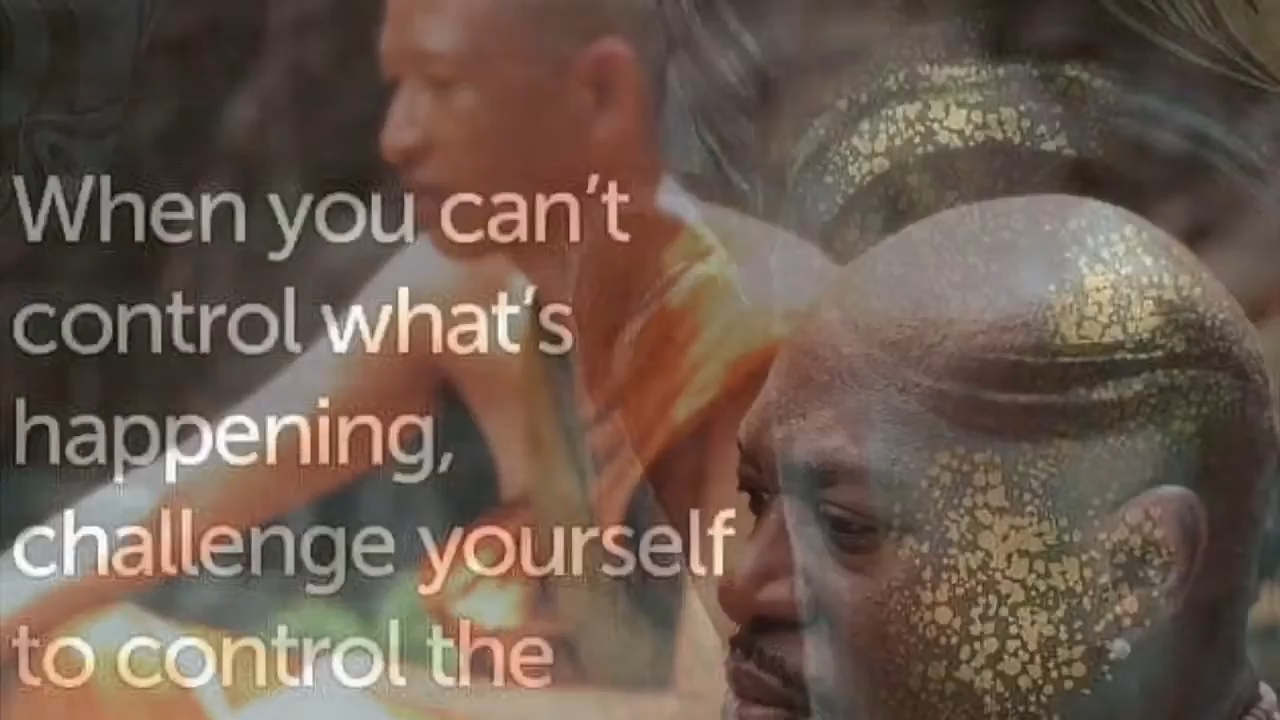 When you can't
control what's
happening,
challenge yourself
to control the